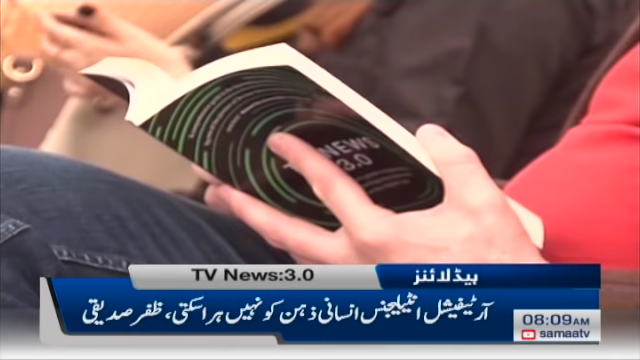 NEWS
3.0
TV News:3.0
ہیڈلائنز
آرٹیفیشل انٹیلیجنس انسانی ذہن کو نہیں ہرا سکتی، ظفر صدیقی
08:09AM
samaatv